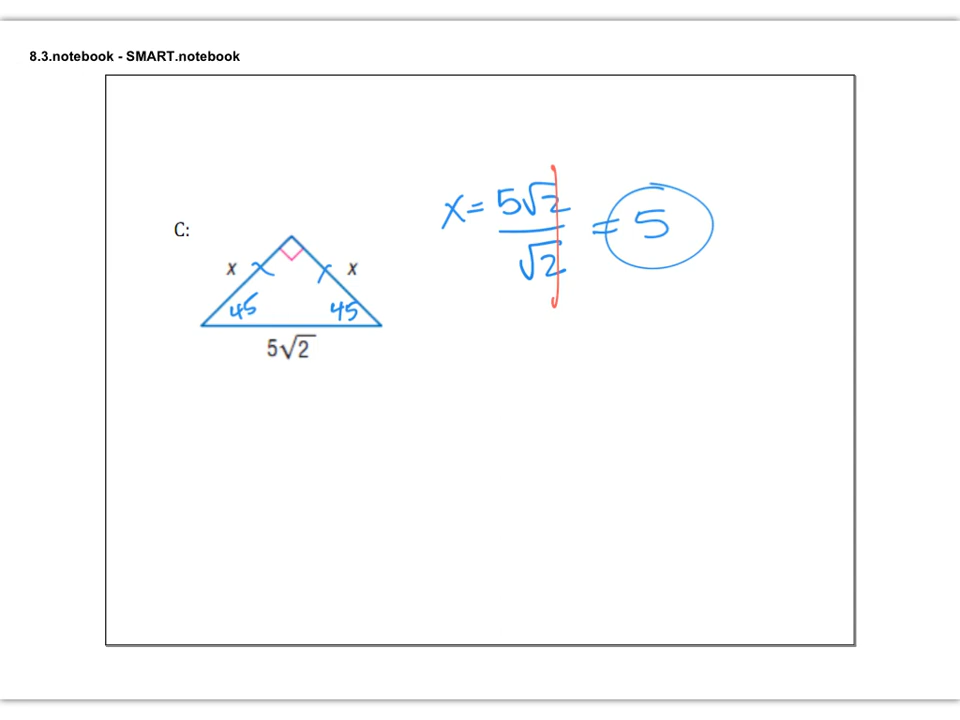 8.3.notebook - SMART.notebook
C:
x = 5√2 / √2 = 5
x x
45 45
5√2